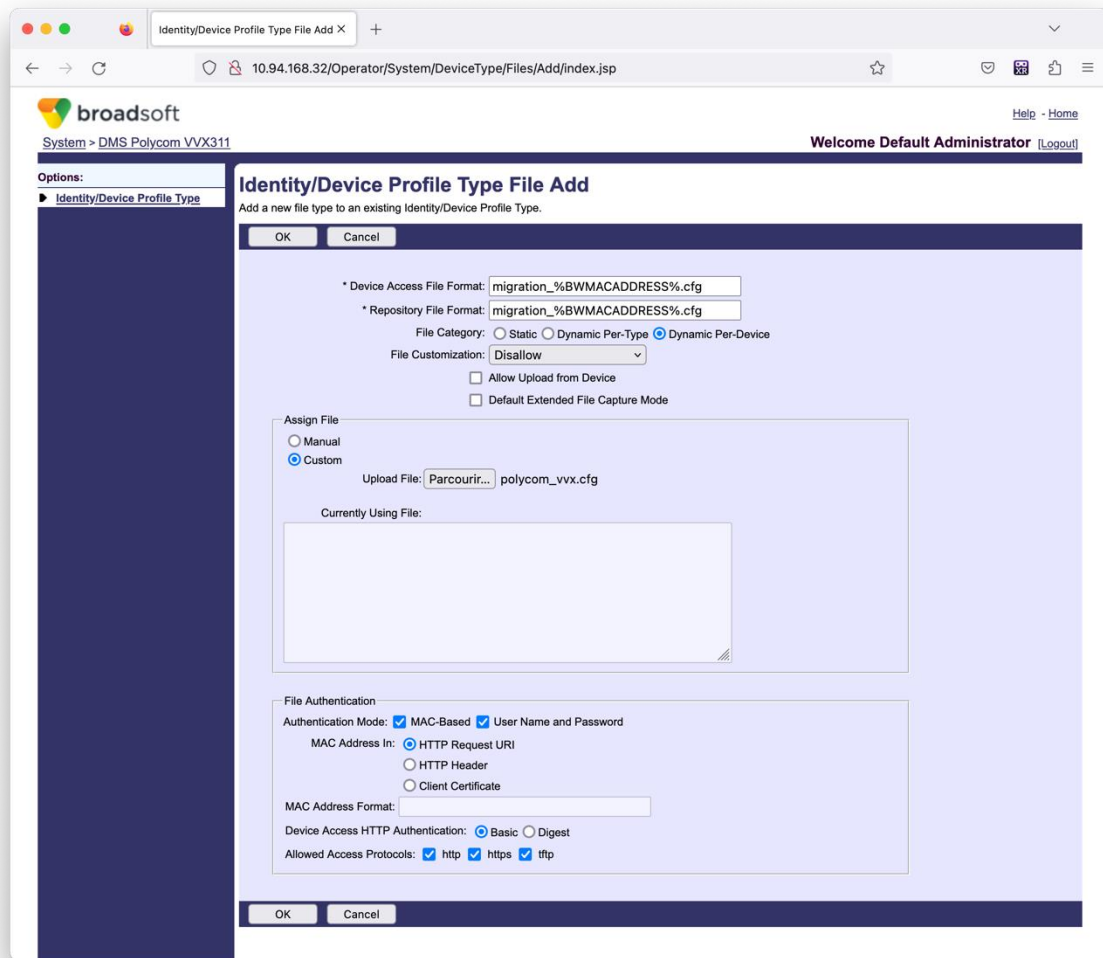 Identity/Device Profile Type File Add
10.94.168.32/Operator/System/DeviceType/Files/Add/index.jsp
XR
broadsoft
Help - Home
System > DMS Polycom VVX311
Welcome Default Administrator [Logout]
Options:
Identity/Device Profile Type
Identity/Device Profile Type File Add
Add a new file type to an existing Identity/Device Profile Type.
OK Cancel
* Device Access File Format: migration_%BWMACADDRESS%.cfg
* Repository File Format: migration_%BWMACADDRESS%.cfg
File Category: Static Dynamic Per-Type Dynamic Per-Device
File Customization: Disallow
Allow Upload from Device
Default Extended File Capture Mode
Assign File
Manual
Custom
Upload File: Parcourir... polycom_vvx.cfg
Currently Using File:
File Authentication
Authentication Mode: MAC-Based User Name and Password
MAC Address In: HTTP Request URI
HTTP Header
Client Certificate
MAC Address Format:
Device Access HTTP Authentication: Basic Digest
Allowed Access Protocols: http https tftp
OK Cancel